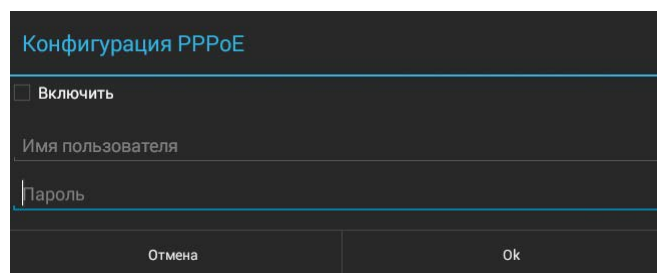 Конфигурация PPPoE
Включить
Имя пользователя
Пароль
Отмена
Ok